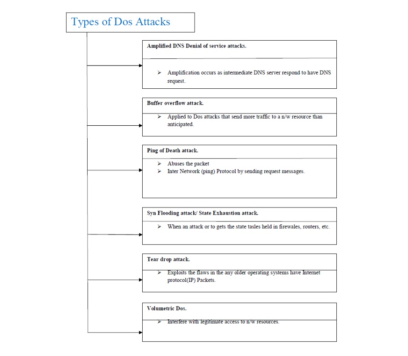 Types of Dos Attacks
Amplified DNS Denial of service attacks.
➢ Amplification occurs as intermediate DNS server respond to have DNS
request.
Buffer overflow attack.
➢ Applied to Dos attacks that send more traffic to a n/w resource than
anticipated.
Ping of Death attack.
➢ Abuses the packet
➢ Inter Network (ping) Protocol by sending request messages.
Syn Flooding attack: State Exhaustion attack.
➢ When an attack or to gets the state tasles held in firewalles, routers, etc.
Tear drop attack.
➢ Exploits the flaws in the my older operating systems have Internet
protocol(IP) Packets.
Volumetric Dos.
➢ Interfere with legitimate access to n/w resources.